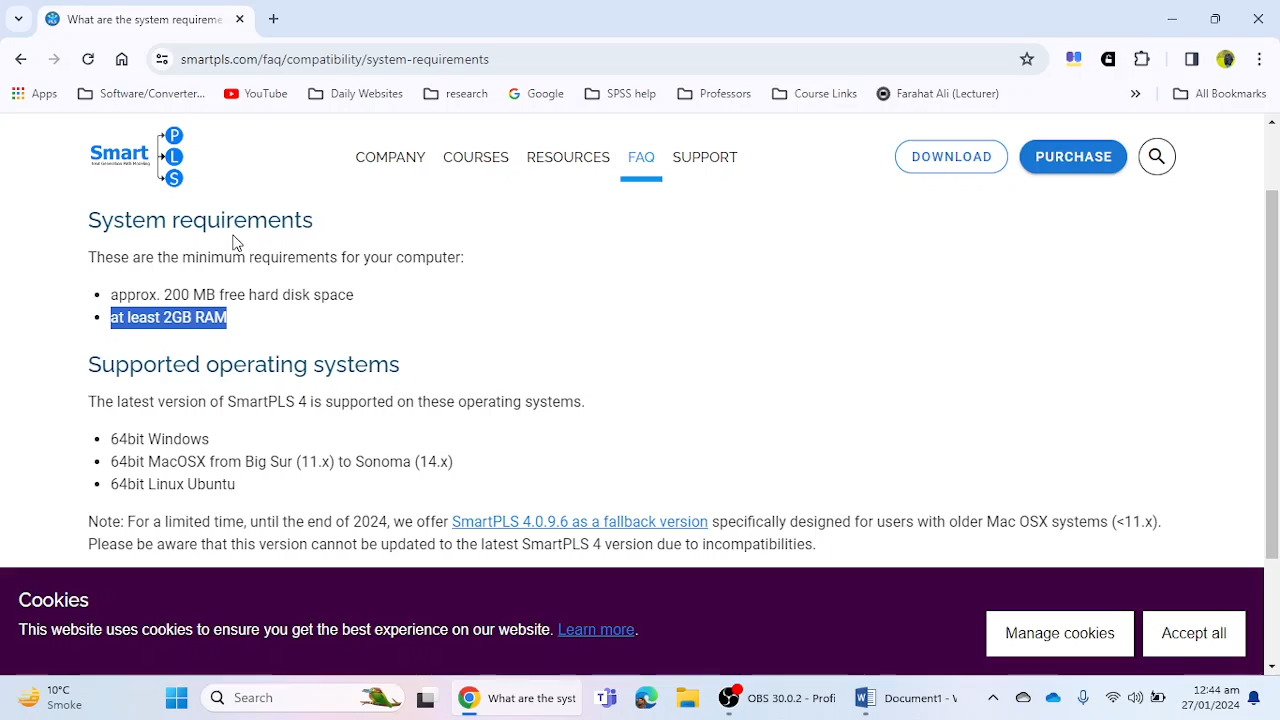 What are the system requireme
smartpls.com/faq/compatibility/system-requirements
Apps
Software/Converter...
YouTube
Daily Websites
research
Google
SPSS help
Professors
Course Links
Farahat Ali (Lecturer)
All Bookmarks
Smart P L S
COMPANY
COURSES
RESOURCES
FAQ
SUPPORT
DOWNLOAD
PURCHASE
System requirements
These are the minimum requirements for your computer:
approx. 200 MB free hard disk space
at least 2GB RAM
Supported operating systems
The latest version of SmartPLS 4 is supported on these operating systems.
64bit Windows
64bit MacOSX from Big Sur (11.x) to Sonoma (14.x)
64bit Linux Ubuntu
Note: For a limited time, until the end of 2024, we offer SmartPLS 4.0.9.6 as a fallback version specifically designed for users with older Mac OSX systems (<11.x).
Please be aware that this version cannot be updated to the latest SmartPLS 4 version due to incompatibilities.
Cookies
This website uses cookies to ensure you get the best experience on our website. Learn more.
Manage cookies
Accept all
10°C
Smoke
Search
What are the syst
OBS 30.0.2 - Profi
Document1 -
12:44 am
27/01/2024